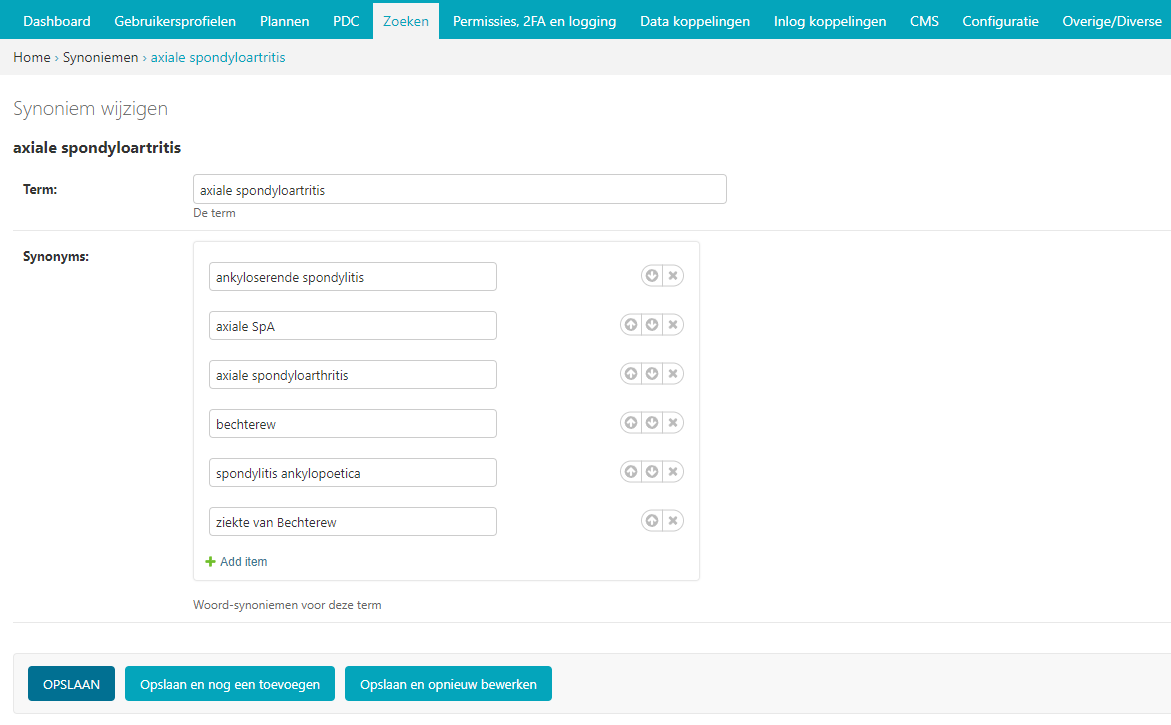 Dashboard Gebruikersprofielen Plannen PDC Zoeken Permissies, 2FA en logging Data koppelingen Inlog koppelingen CMS Configuratie Overige/Diverse
Home › Synoniemen › axiale spondyloartritis
Synoniem wijzigen
axiale spondyloartritis
Term: axiale spondyloartritis
De term
Synonyms:
ankyloserende spondylitis
axiale SpA
axiale spondyloarthritis
bechterew
spondylitis ankylopoetica
ziekte van Bechterew
Add item
Woord-synoniemen voor deze term
OPSLAAN Opslaan en nog een toevoegen Opslaan en opnieuw bewerken